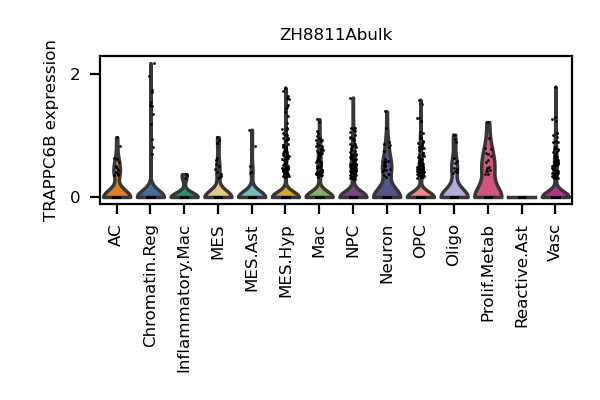 ZH8811Abulk
TRAPPC6B expression
2
0
AC
Chromatin.Reg
Inflammatory.Mac
MES
MES.Ast
MES.Hyp
Mac
NPC
Neuron
OPC
Oligo
Prolif.Metab
Reactive.Ast
Vasc